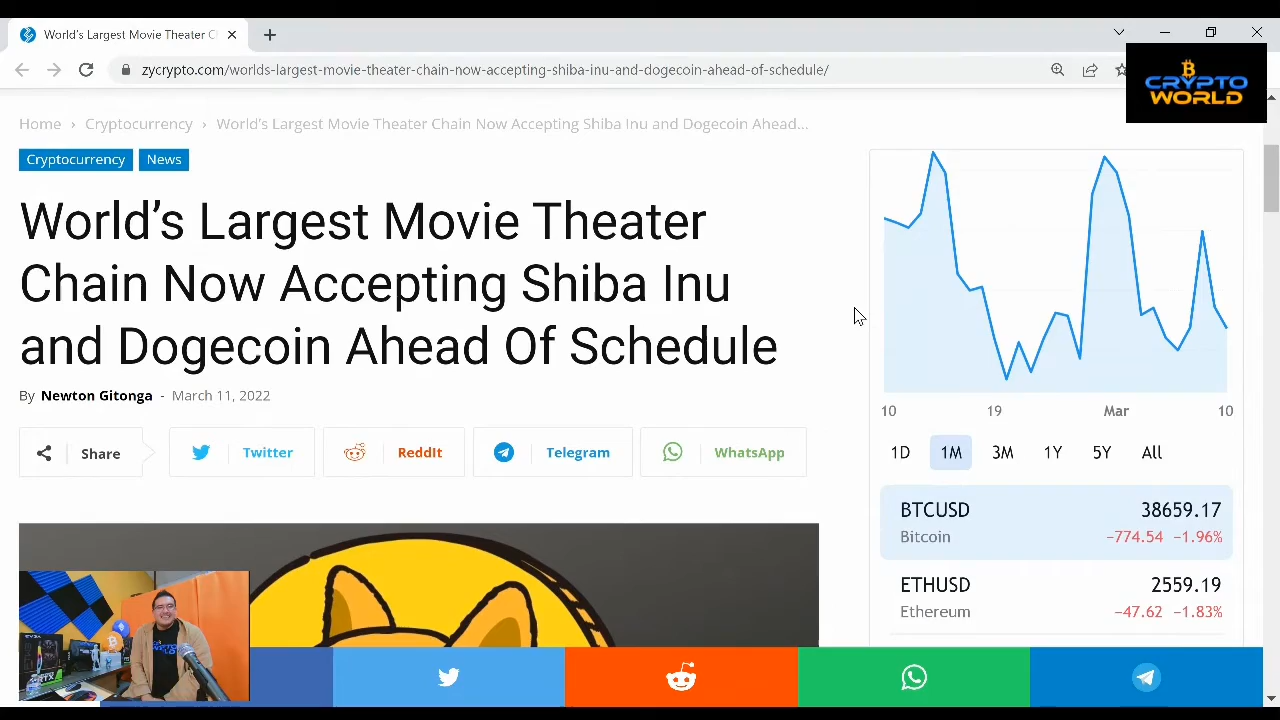 World's Largest Movie Theater C
zycrypto.com/worlds-largest-movie-theater-chain-now-accepting-shiba-inu-and-dogecoin-ahead-of-schedule/
CRYPTO
WORLD
Home › Cryptocurrency › World's Largest Movie Theater Chain Now Accepting Shiba Inu and Dogecoin Ahead...
Cryptocurrency News
World's Largest Movie Theater
Chain Now Accepting Shiba Inu
and Dogecoin Ahead Of Schedule
By Newton Gitonga - March 11, 2022
Share Twitter ReddIt Telegram WhatsApp
10 19 Mar 10
1D 1M 3M 1Y 5Y All
BTCUSD 38659.17
Bitcoin −774.54 −1.96%
ETHUSD 2559.19
Ethereum −47.62 −1.83%
CRYPTO
WORLD